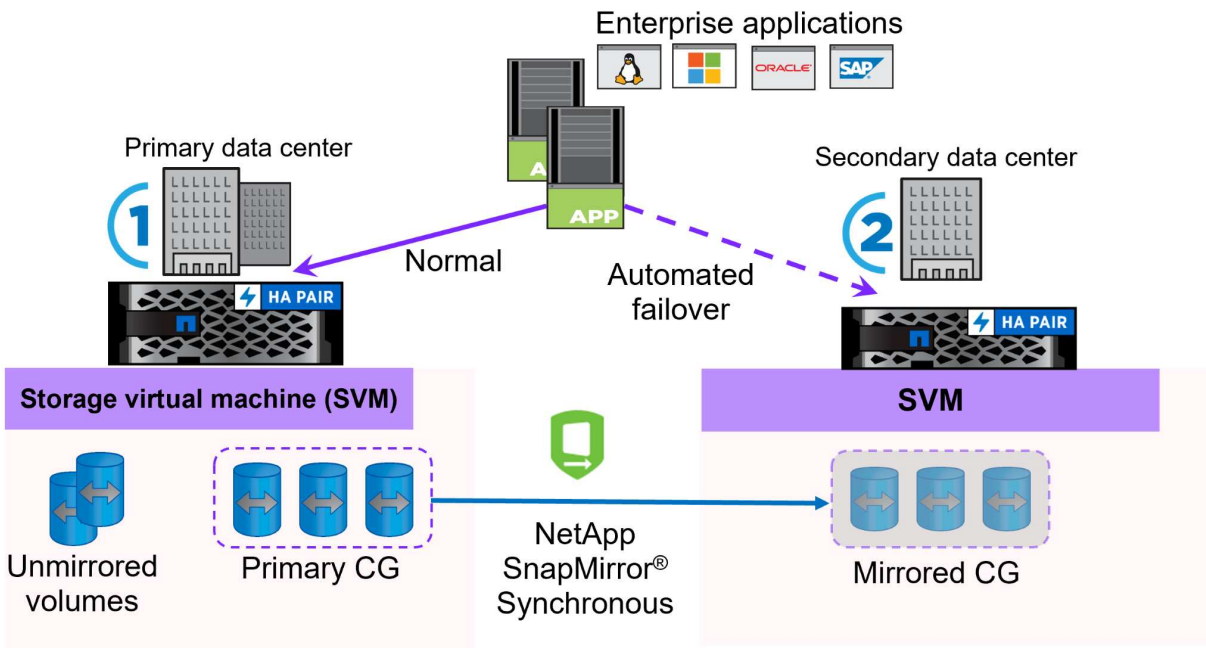 Enterprise applications
ORACLE
SAP
Primary data center
Secondary data center
A
APP
1
2
Normal
Automated
failover
HA PAIR
HA PAIR
Storage virtual machine (SVM)
SVM
Unmirrored
volumes
Primary CG
NetApp
SnapMirror®
Synchronous
Mirrored CG